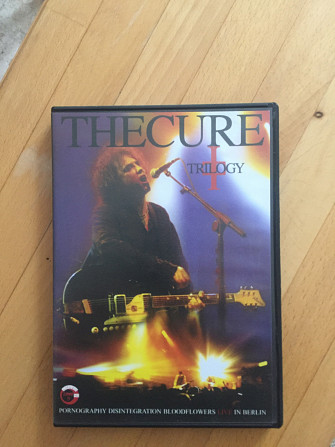 THECURE
TRILOGY
PORNOGRAPHY DISINTEGRATION BLOODFLOWERS LIVE IN BERLIN